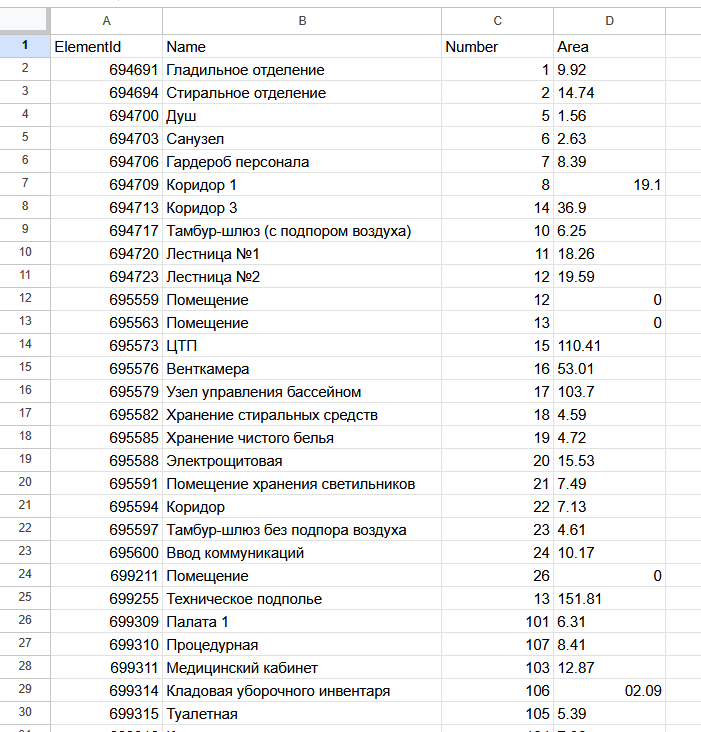 A B C D
1 ElementId Name Number Area
2 694691 Гладильное отделение 1 9.92
3 694694 Стиральное отделение 2 14.74
4 694700 Душ 5 1.56
5 694703 Санузел 6 2.63
6 694706 Гардероб персонала 7 8.39
7 694709 Коридор 1 8 19.1
8 694713 Коридор 3 14 36.9
9 694717 Тамбур-шлюз (с подпором воздуха) 10 6.25
10 694720 Лестница №1 11 18.26
11 694723 Лестница №2 12 19.59
12 695559 Помещение 12 0
13 695563 Помещение 13 0
14 695573 ЦТП 15 110.41
15 695576 Венткамера 16 53.01
16 695579 Узел управления бассейном 17 103.7
17 695582 Хранение стиральных средств 18 4.59
18 695585 Хранение чистого белья 19 4.72
19 695588 Электрощитовая 20 15.53
20 695591 Помещение хранения светильников 21 7.49
21 695594 Коридор 22 7.13
22 695597 Тамбур-шлюз без подпора воздуха 23 4.61
23 695600 Ввод коммуникаций 24 10.17
24 699211 Помещение 26 0
25 699255 Техническое подполье 13 151.81
26 699309 Палата 1 101 6.31
27 699310 Процедурная 107 8.41
28 699311 Медицинский кабинет 103 12.87
29 699314 Кладовая уборочного инвентаря 106 02.09
30 699315 Туалетная 105 5.39